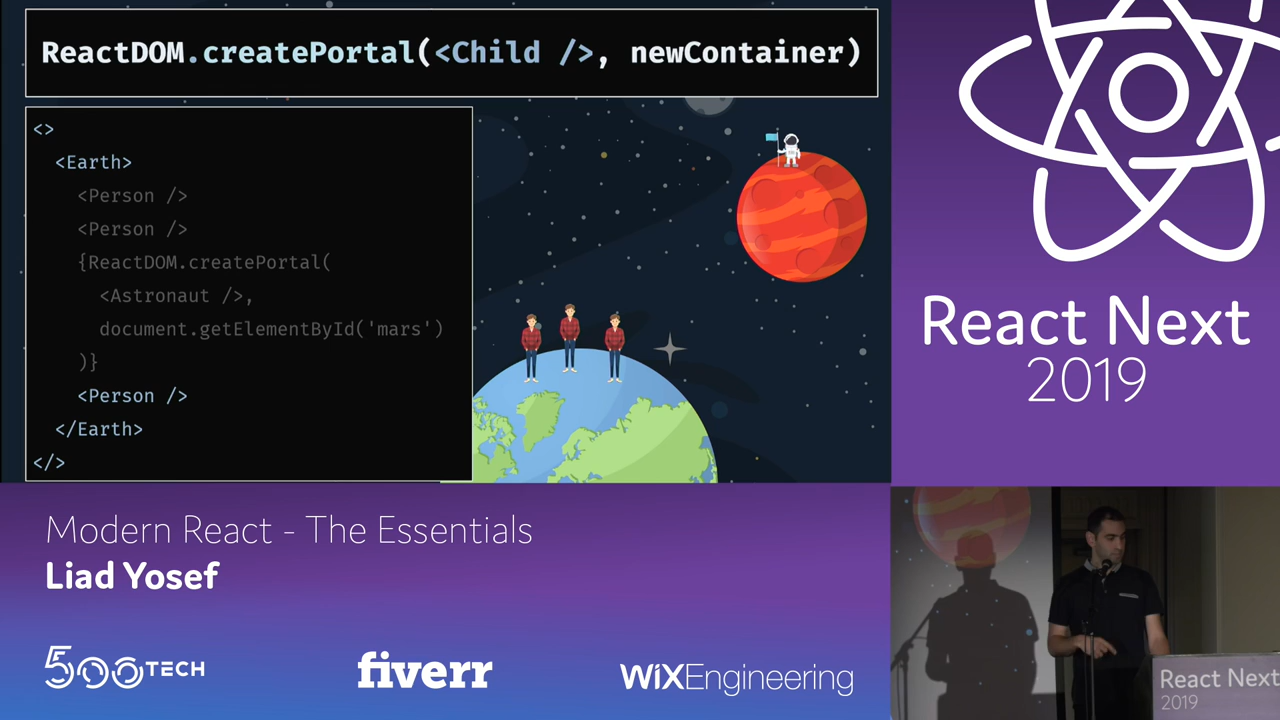 ReactDOM.createPortal(<Child />, newContainer)
<>
<Earth>
<Person />
<Person />
{ReactDOM.createPortal(
<Astronaut />,
document.getElementById('mars')
)}
<Person />
</Earth>
</>
React Next
2019
Modern React - The Essentials
Liad Yosef
500TECH
fiverr
WiXEngineering
React Next
2019